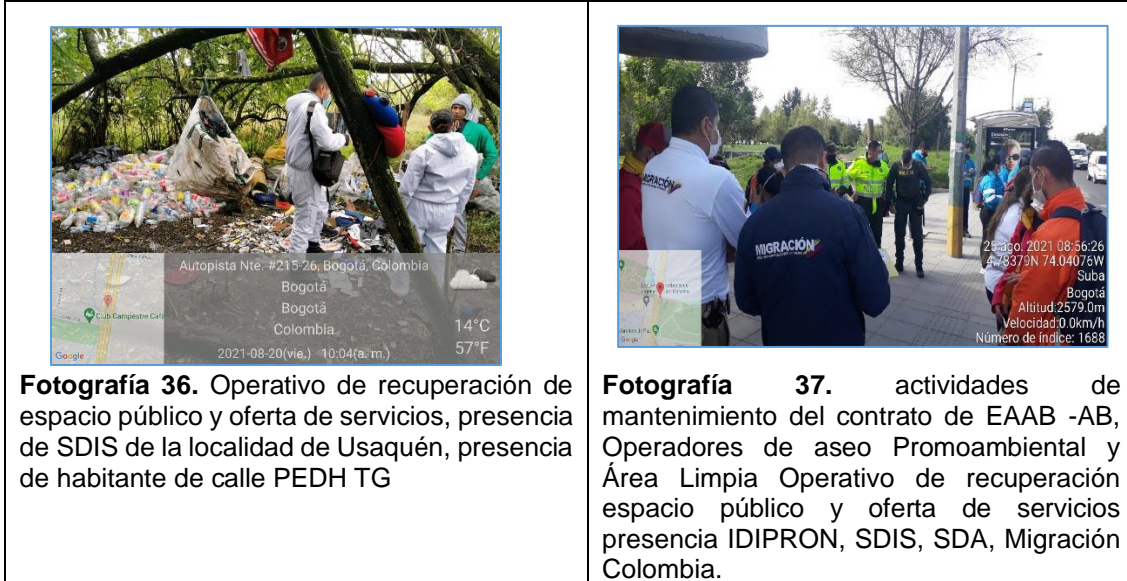 Autopista Nte. #215-26, Bogotá, Colombia
Bogotá
Bogotá
Colombia
2021-08-20(vie.) 10:04(a. m.)
14°C
57°F
Club Campestre Cafam
Google
MIGRACIÓN
MIGRACIÓN
POLICÍA
25 ago. 2021 08:56:26
4.78379N 74.04076W
Suba
Bogotá
Altitud:2579.0m
Velocidad:0.0km/h
Número de índice: 1688
Google
Fotografía 36. Operativo de recuperación de
espacio público y oferta de servicios, presencia
de SDIS de la localidad de Usaquén, presencia
de habitante de calle PEDH TG
Fotografía 37. actividades de
mantenimiento del contrato de EAAB -AB,
Operadores de aseo Promoambiental y
Área Limpia Operativo de recuperación
espacio público y oferta de servicios
presencia IDIPRON, SDIS, SDA, Migración
Colombia.